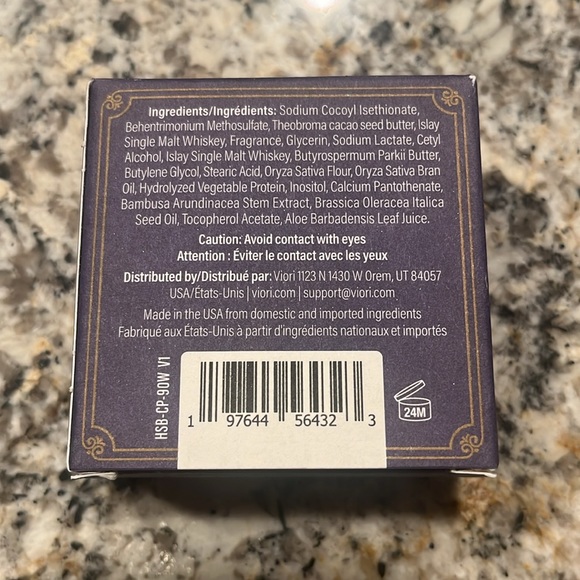 Ingredients/Ingrédients: Sodium Cocoyl Isethionate,
Behentrimonium Methosulfate, Theobroma cacao seed butter, Islay
Single Malt Whiskey, Fragrance, Glycerin, Sodium Lactate, Cetyl
Alcohol, Islay Single Malt Whiskey, Butyrospermum Parkii Butter,
Butylene Glycol, Stearic Acid, Oryza Sativa Flour, Oryza Sativa Bran
Oil, Hydrolyzed Vegetable Protein, Inositol, Calcium Pantothenate,
Bambusa Arundinacea Stem Extract, Brassica Oleracea Italica
Seed Oil, Tocopherol Acetate, Aloe Barbadensis Leaf Juice.
Caution: Avoid contact with eyes
Attention : Éviter le contact avec les yeux
Distributed by/Distribué par: Viori 1123 N 1430 W Orem, UT 84057
USA/États-Unis | viori.com | support@viori.com
Made in the USA from domestic and imported ingredients
Fabriqué aux États-Unis à partir d'ingrédients nationaux et importés
HSB-CP-90W V1
1 97644 56432 3
24M